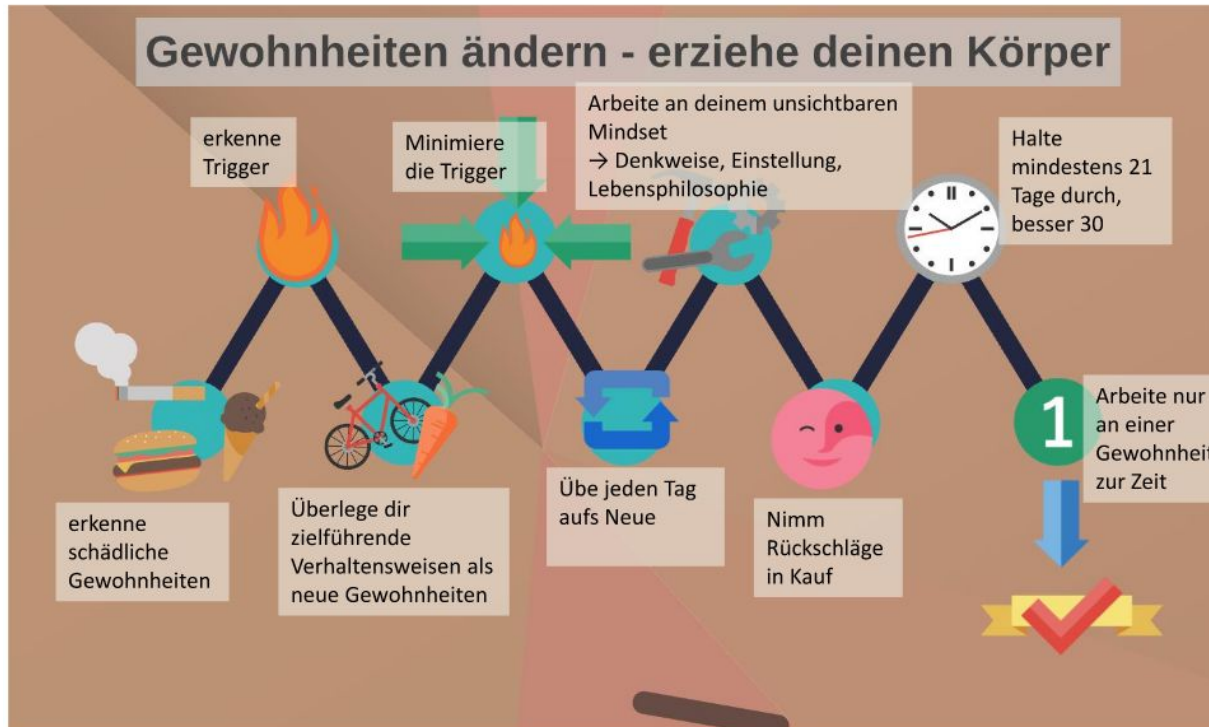 Gewohnheiten ändern - erziehe deinen Körper
erkenne
schädliche
Gewohnheiten
erkenne
Trigger
Überlege dir
zielführende
Verhaltensweisen als
neue Gewohnheiten
Minimiere
die Trigger
Übe jeden Tag
aufs Neue
Arbeite an deinem unsichtbaren
Mindset
→ Denkweise, Einstellung,
Lebensphilosophie
Nimm
Rückschläge
in Kauf
Halte
mindestens 21
Tage durch,
besser 30
1
Arbeite nur
an einer
Gewohnheit
zur Zeit